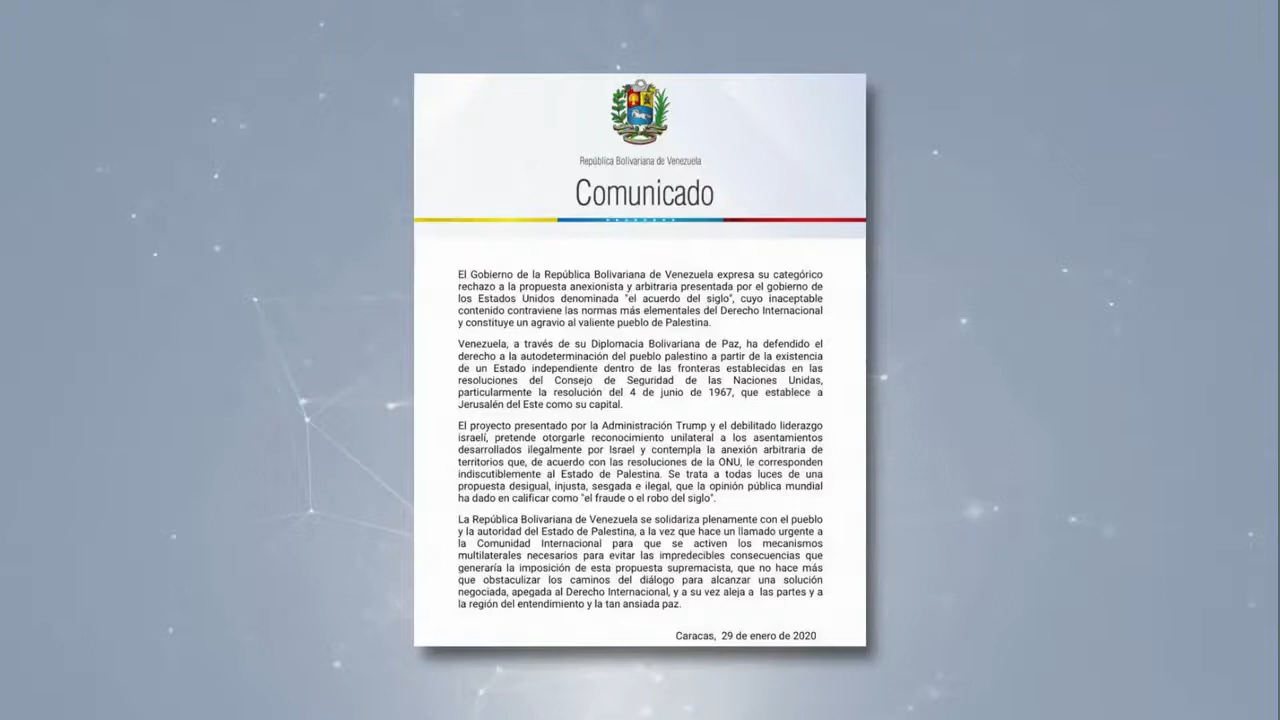 República Bolivariana de Venezuela
Comunicado
El Gobierno de la República Bolivariana de Venezuela expresa su categórico
rechazo a la propuesta anexionista y arbitraria presentada por el gobierno de
los Estados Unidos denominada "el acuerdo del siglo", cuyo inaceptable
contenido contraviene las normas más elementales del Derecho Internacional
y constituye un agravio al valiente pueblo de Palestina.
Venezuela, a través de su Diplomacia Bolivariana de Paz, ha defendido el
derecho a la autodeterminación del pueblo palestino a partir de la existencia
de un Estado independiente dentro de las fronteras establecidas en las
resoluciones del Consejo de Seguridad de las Naciones Unidas,
particularmente la resolución del 4 de junio de 1967, que establece a
Jerusalén del Este como su capital.
El proyecto presentado por la Administración Trump y el debilitado liderazgo
israelí, pretende otorgarle reconocimiento unilateral a los asentamientos
desarrollados ilegalmente por Israel y contempla la anexión arbitraria de
territorios que, de acuerdo con las resoluciones de la ONU, le corresponden
indiscutiblemente al Estado de Palestina. Se trata a todas luces de una
propuesta desigual, injusta, sesgada e ilegal, que la opinión pública mundial
ha dado en calificar como "el fraude o el robo del siglo".
La República Bolivariana de Venezuela se solidariza plenamente con el pueblo
y la autoridad del Estado de Palestina, a la vez que hace un llamado urgente a
la Comunidad Internacional para que se activen los mecanismos
multilaterales necesarios para evitar las impredecibles consecuencias que
generaría la imposición de esta propuesta supremacista, que no hace más
que obstaculizar los caminos del diálogo para alcanzar una solución
negociada, apegada al Derecho Internacional, y a su vez aleja a las partes y a
la región del entendimiento y la tan ansiada paz.
Caracas, 29 de enero de 2020